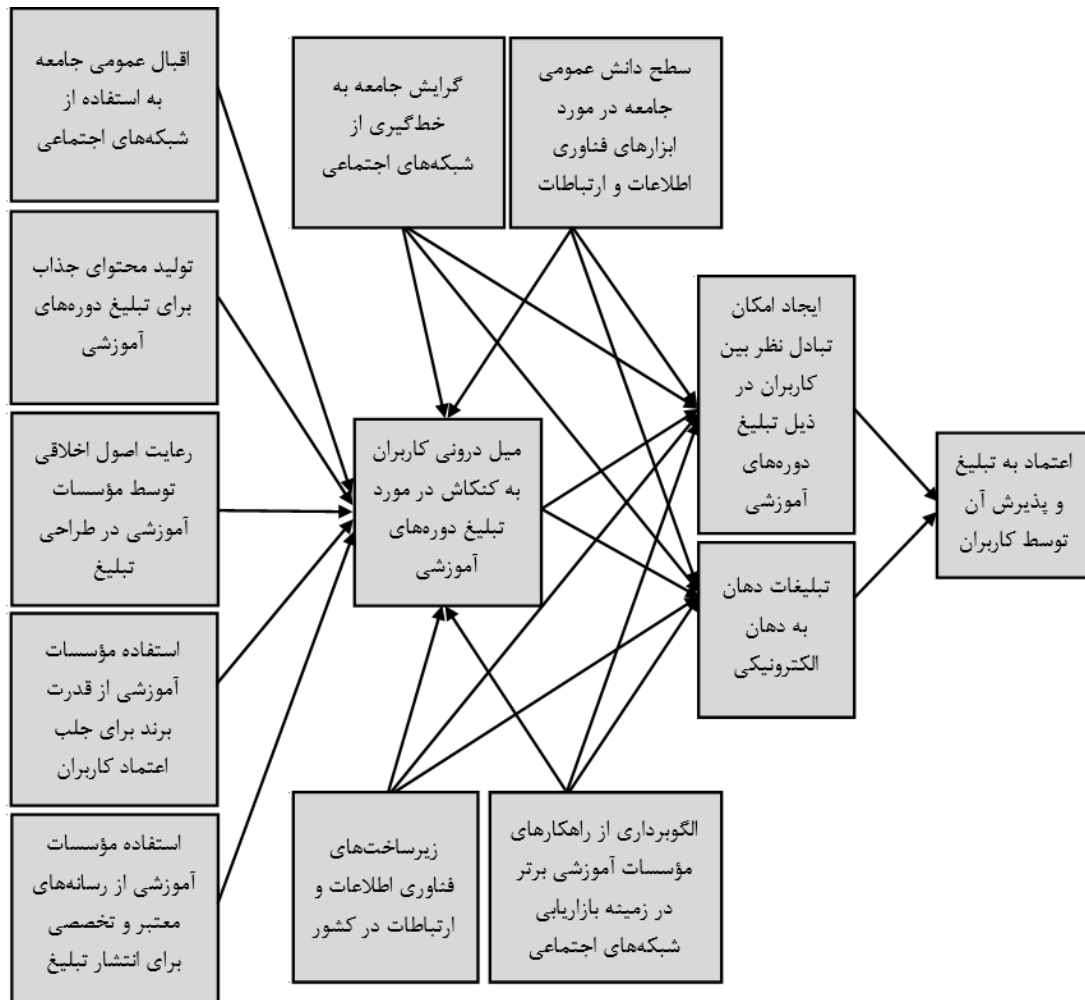 اقبال عمومی جامعه
به استفاده از
شبکه‌های اجتماعی
تولید محتوای جذاب
برای تبلیغ دوره‌های
آموزشی
رعایت اصول اخلاقی
توسط مؤسسات
آموزشی در طراحی
تبلیغ
استفاده مؤسسات
آموزشی از قدرت
برند برای جلب
اعتماد کاربران
استفاده مؤسسات
آموزشی از رسانه‌های
معتبر و تخصصی
برای انتشار تبلیغ
گرایش جامعه به
خط‌گیری از
شبکه‌های اجتماعی
سطح دانش عمومی
جامعه در مورد
ابزارهای فناوری
اطلاعات و ارتباطات
میل درونی کاربران
به کنکاش در مورد
تبلیغ دوره‌های
آموزشی
زیرساخت‌های
فناوری اطلاعات و
ارتباطات در کشور
الگوبرداری از راهکارهای
مؤسسات آموزشی برتر
در زمینه بازاریابی
شبکه‌های اجتماعی
ایجاد امکان
تبادل نظر بین
کاربران در
ذیل تبلیغ
دوره‌های
آموزشی
تبلیغات دهان
به دهان
الکترونیکی
اعتماد به تبلیغ
و پذیرش آن
توسط کاربران